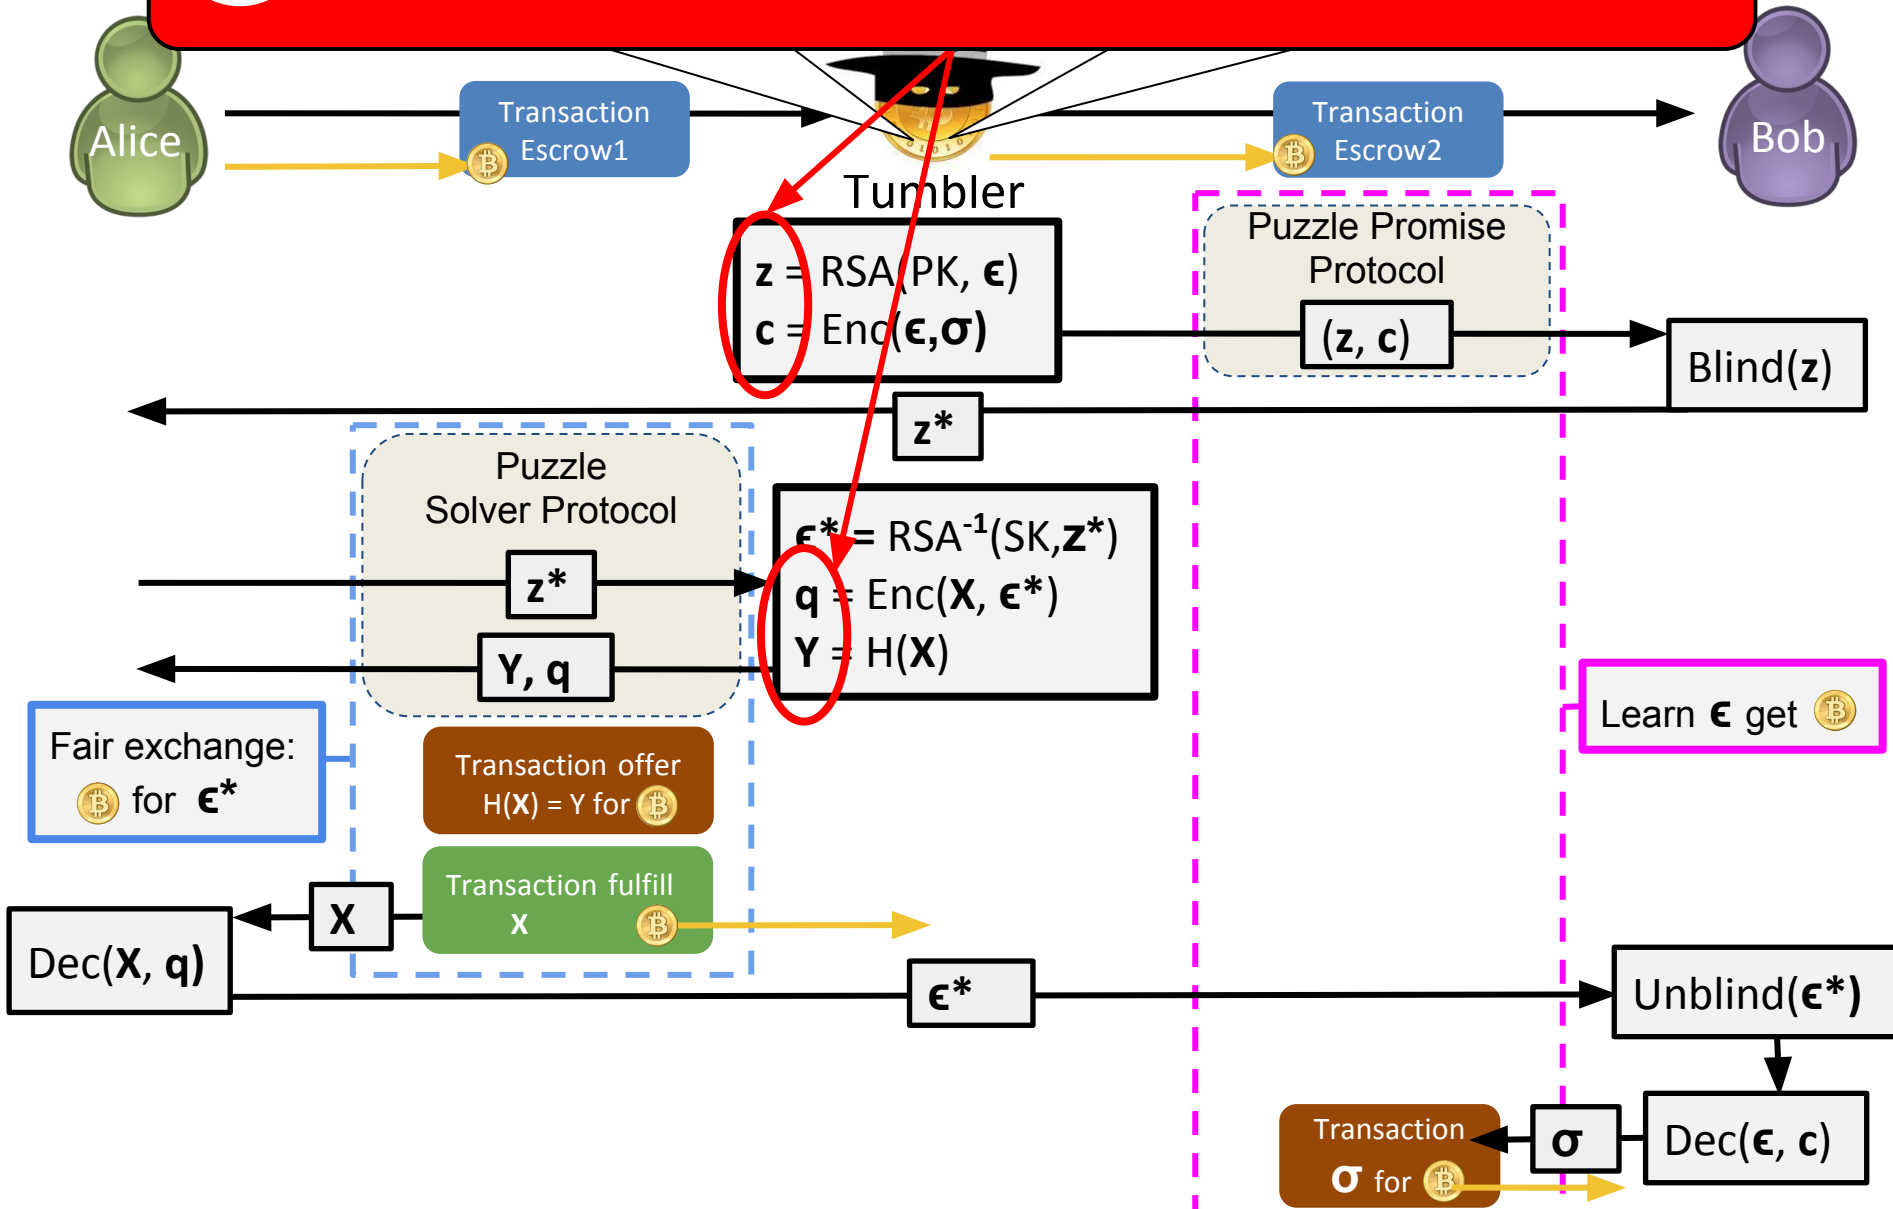 Alice
Transaction
Escrow1
Tumbler
Transaction
Escrow2
Bob
z = RSA(PK, ϵ)
c = Enc(ϵ,σ)
Puzzle Promise
Protocol
(z, c)
Blind(z)
z*
Puzzle
Solver Protocol
z*
Y, q
ϵ* = RSA⁻¹(SK,z*)
q = Enc(X, ϵ*)
Y = H(X)
Fair exchange:
for ϵ*
Transaction offer
H(X) = Y for
Learn ϵ get
Transaction fulfill
X
X
Dec(X, q)
ϵ*
Unblind(ϵ*)
Dec(ϵ, c)
σ
Transaction
σ for